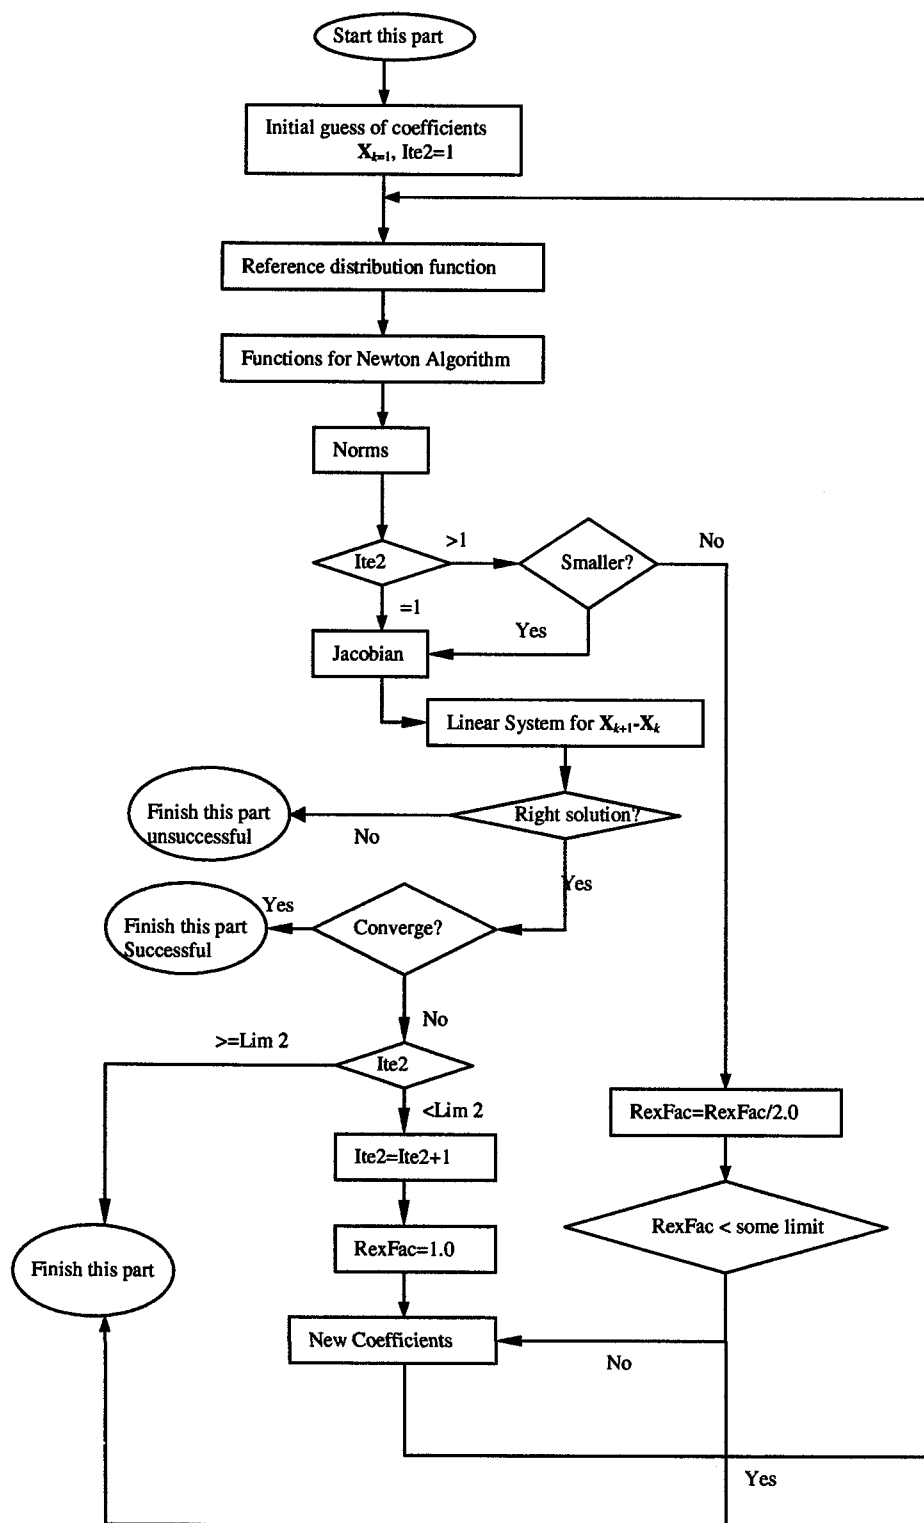 Start this part
Initial guess of coefficients
X_{k=1}, Ite2=1
Reference distribution function
Functions for Newton Algorithm
Norms
Ite2
>1
Smaller?
No
=1
Yes
Jacobian
Linear System for X_{k+1}-X_k
Right solution?
No
Finish this part
unsuccessful
Yes
Converge?
Yes
Finish this part
Successful
No
Ite2
>=Lim 2
<Lim 2
Ite2=Ite2+1
RexFac=RexFac/2.0
RexFac < some limit
RexFac=1.0
Finish this part
New Coefficients
No
Yes